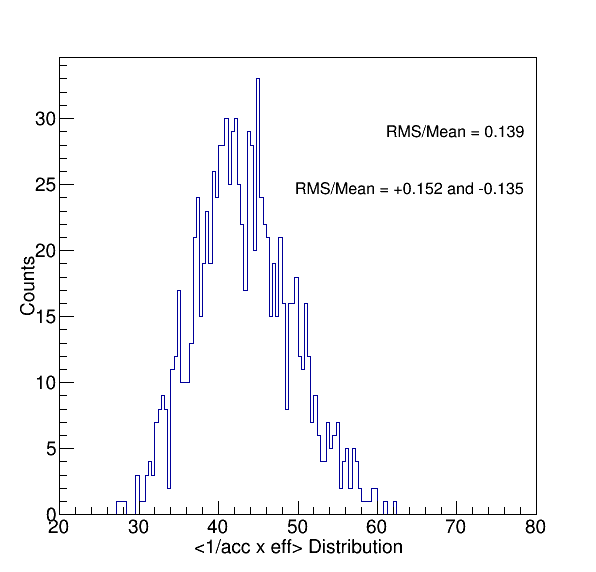 RMS/Mean = 0.139
RMS/Mean = +0.152 and -0.135
Counts
30
25
20
15
10
5
0
20 30 40 50 60 70 80
<1/acc x eff> Distribution